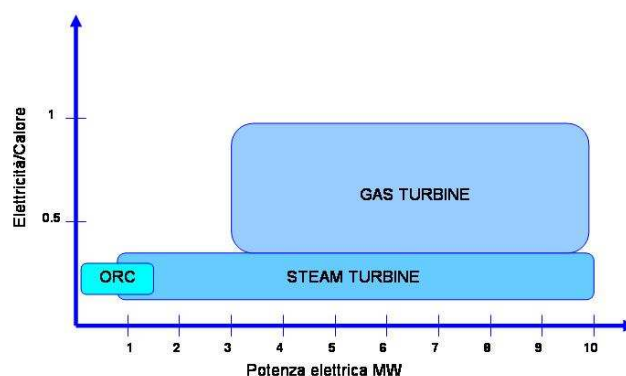 Elettricità/Calore
1
0.5
GAS TURBINE
ORC
STEAM TURBINE
1 2 3 4 5 6 7 8 9 10
Potenza elettrica MW